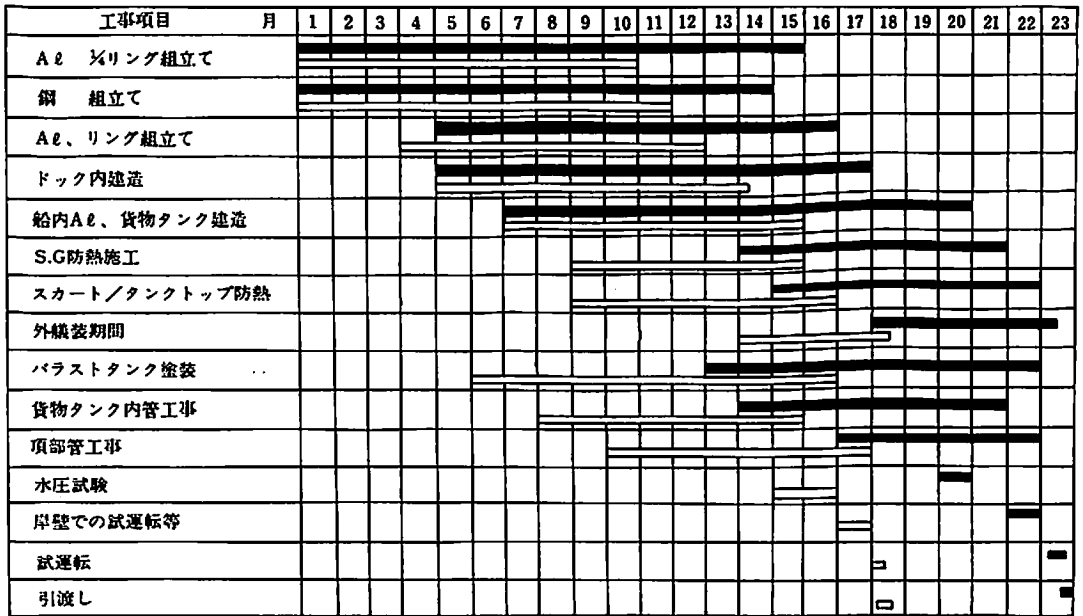 工事項目 月 1 2 3 4 5 6 7 8 9 10 11 12 13 14 15 16 17 18 19 20 21 22 23
Aℓ ¼リング組立て
鋼 組立て
Aℓ、リング組立て
ドック内建造
船内Aℓ、貨物タンク建造
S.G防熱施工
スカート／タンクトップ防熱
外艤装期間
バラストタンク塗装
貨物タンク内管工事
頂部管工事
水圧試験
岸壁での試運転等
試運転
引渡し